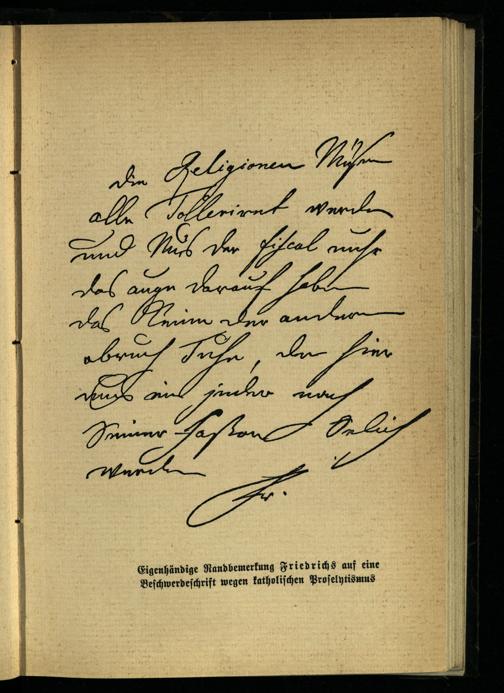 die Religionen Müsen
alle Tolleriret werden
und Mus der fiscal nuhr
das auge darauf haben
das Keine der anderen
abruch Tuhe, den hier
mus ein jeder nach
Seiner Faßon Selich
werden
Fr.
Eigenhändige Randbemerkung Friedrichs auf eine
Beschwerdeschrift wegen katholischen Proselytismus